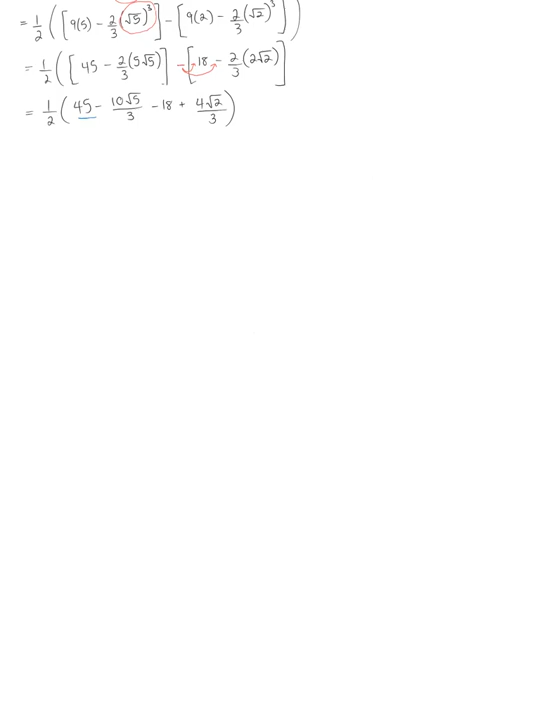 = 1/2 ( [ 9(5) − 2/3 (√5)³ ] − [ 9(2) − 2/3 (√2)³ ] )
= 1/2 ( [ 45 − 2/3 (5√5) ] − [ 18 − 2/3 (2√2) ]
= 1/2 ( 45 − 10√5/3 − 18 + 4√2/3 )